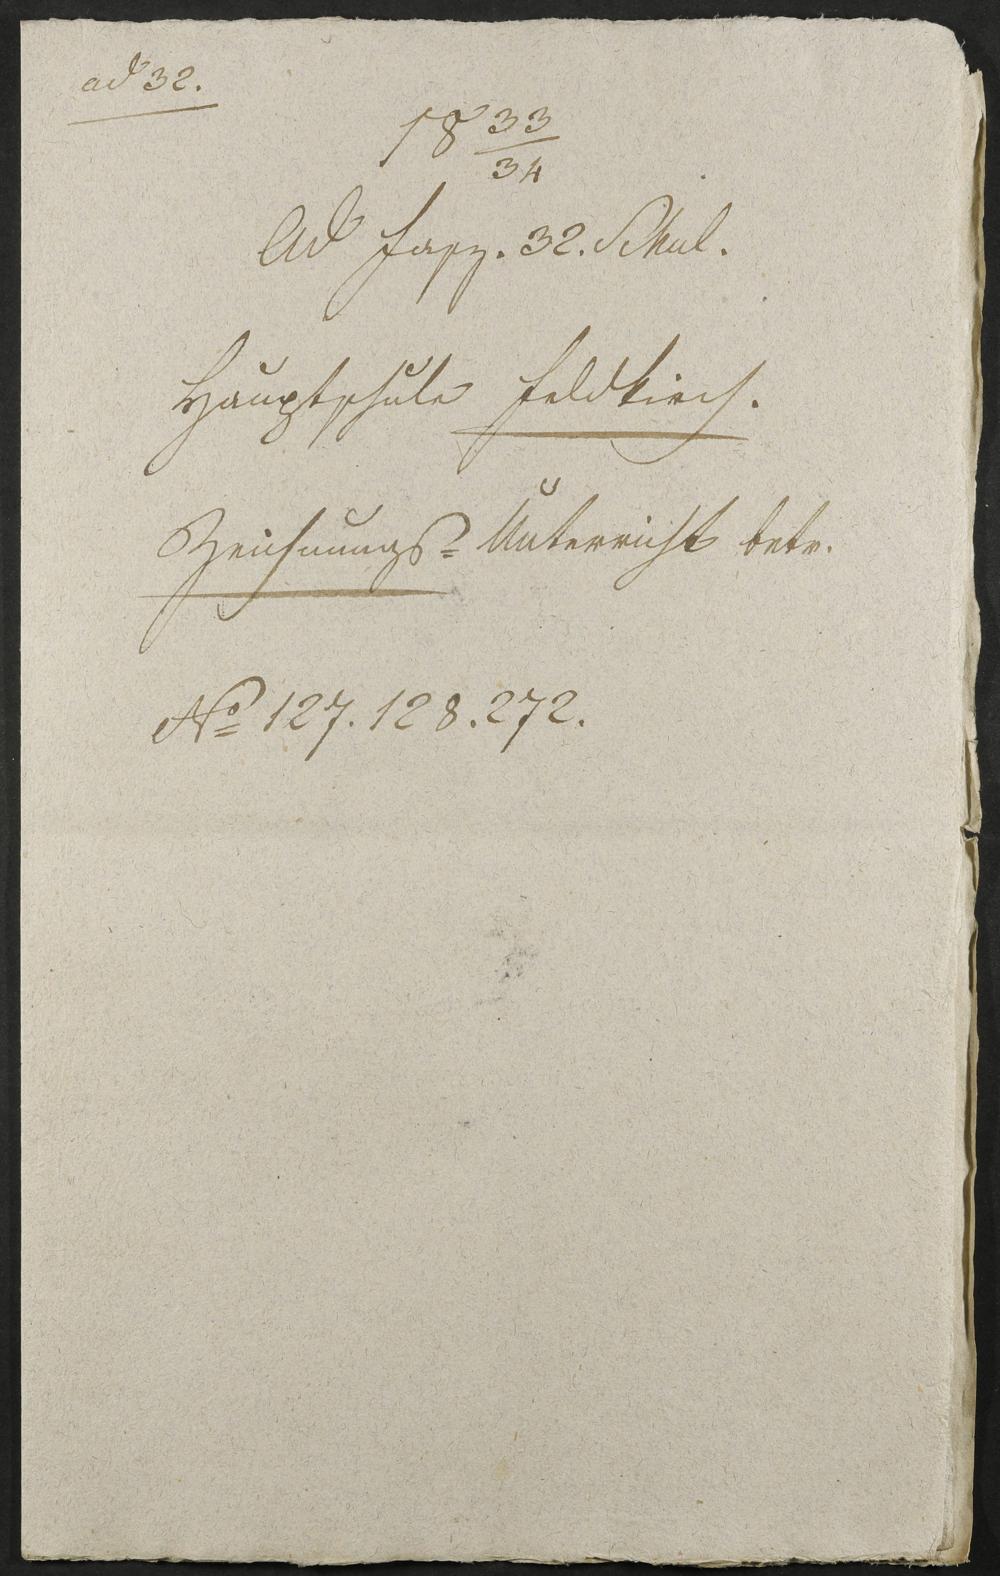 ad 32.
18 33/34
Ad Fasz. 32. Schul.
Hauptschule Feldkirch.
Zeichnungs= Unterricht betr.
No 127. 128. 272.